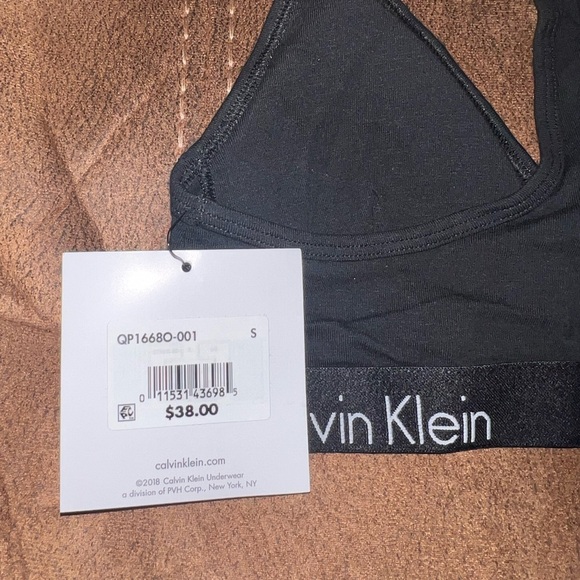 QP1668O-001 S
0 11531 43698 5
$38.00
calvinklein.com
©2018 Calvin Klein Underwear
a division of PVH Corp., New York, NY
vin Klein